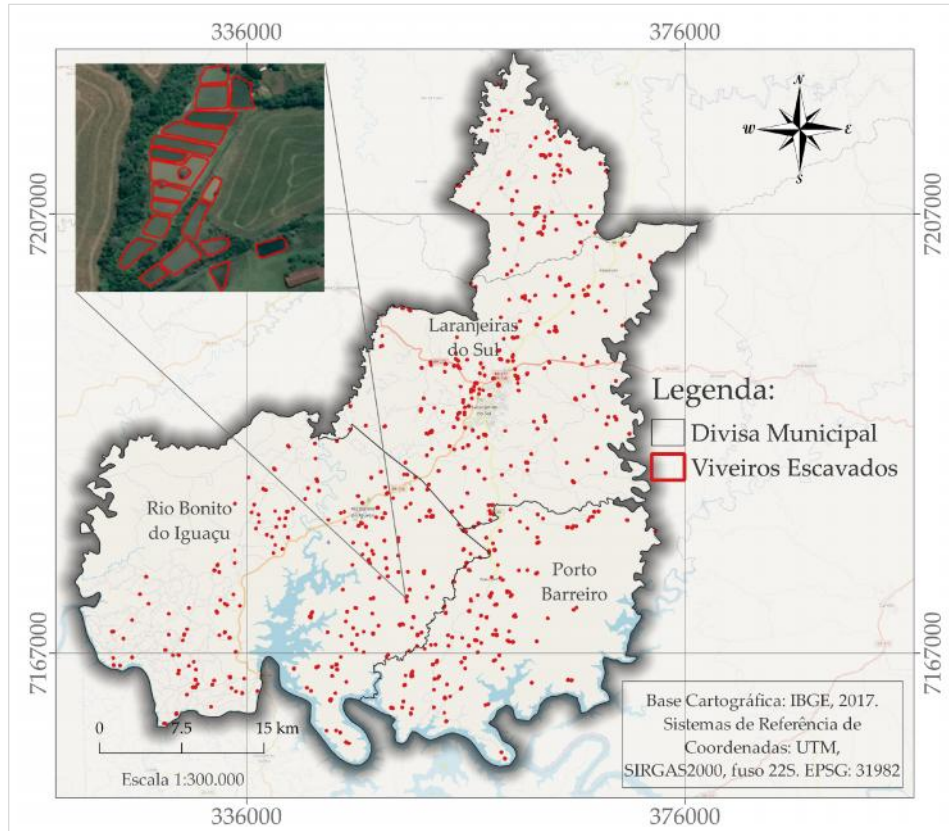 336000
376000
N
W
E
S
7207000
7207000
Laranjeiras
do Sul
Legenda:
Divisa Municipal
Viveiros Escavados
Rio Bonito
do Iguaçu
Porto
Barreiro
7167000
7167000
Base Cartográfica: IBGE, 2017.
Sistemas de Referência de
Coordenadas: UTM,
SIRGAS2000, fuso 22S. EPSG: 31982
0
7.5
15 km
Escala 1:300.000
336000
376000